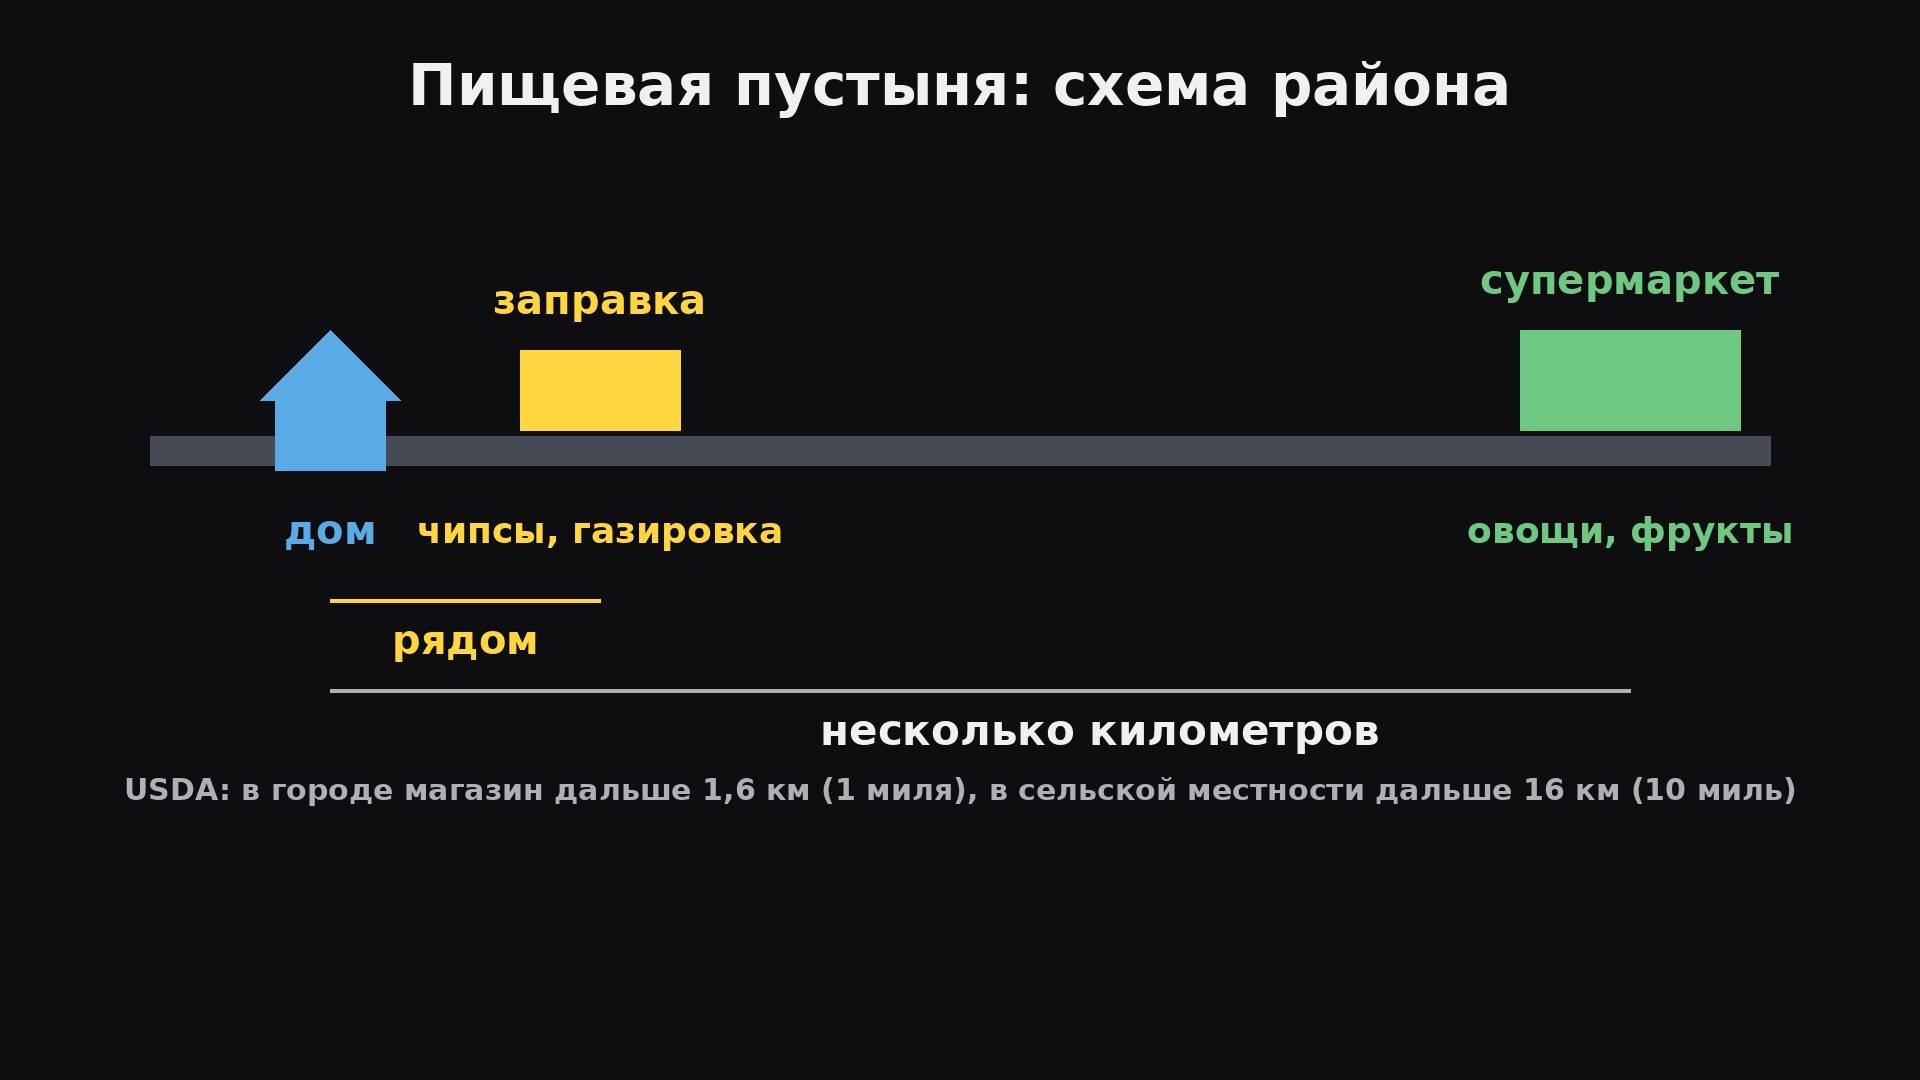 Пищевая пустыня: схема района
супермаркет
заправка
дом
чипсы, газировка
овощи, фрукты
рядом
несколько километров
USDA: в городе магазин дальше 1,6 км (1 миля), в сельской местности дальше 16 км (10 миль)